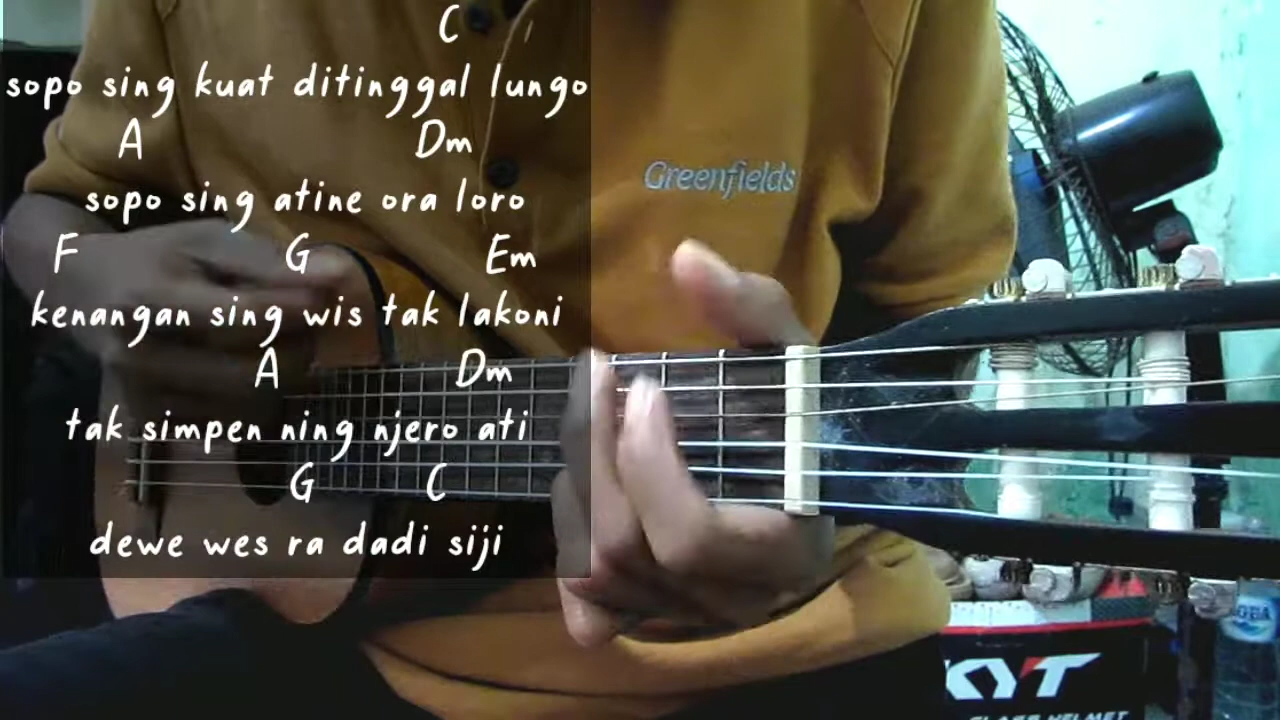 C
sopo sing kuat ditinggal lungo
A Dm
sopo sing atine ora loro
F G Em
kenangan sing wis tak lakoni
A Dm
tak simpen ning njero ati
G C
dewe wes ra dadi siji
Greenfields
KYT